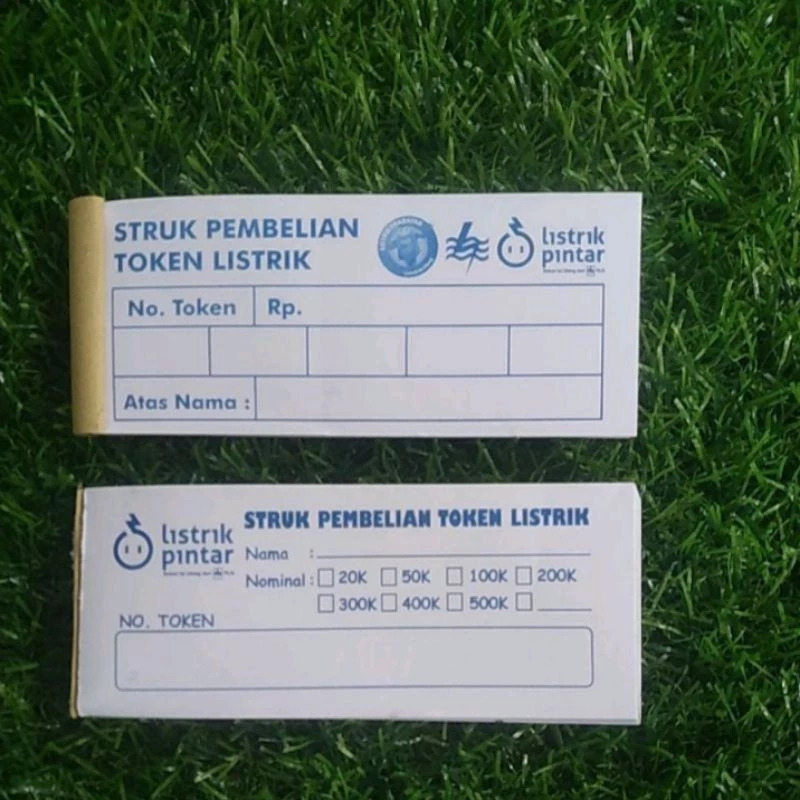 STRUK PEMBELIAN
TOKEN LISTRIK
listrik
pintar
No. Token Rp.
Atas Nama :
listrik
pintar
STRUK PEMBELIAN TOKEN LISTRIK
Nama :
Nominal : 20K 50K 100K 200K
300K 400K 500K
NO. TOKEN